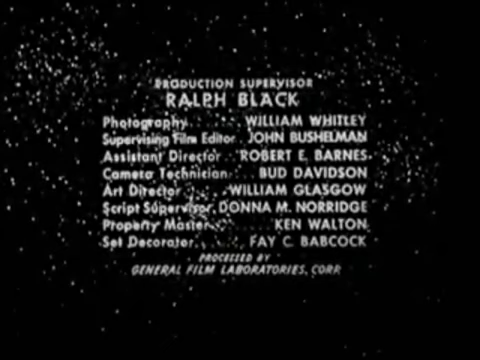 PRODUCTION SUPERVISOR
RALPH BLACK
Photography WILLIAM WHITLEY
Supervising Film Editor JOHN BUSHELMAN
Assistant Director ROBERT E. BARNES
Camera Technician BUD DAVIDSON
Art Director WILLIAM GLASGOW
Script Supervisor DONNA M. NORRIDGE
Property Master KEN WALTON
Set Decorator FAY C. BABCOCK
PROCESSED BY
GENERAL FILM LABORATORIES, CORP.